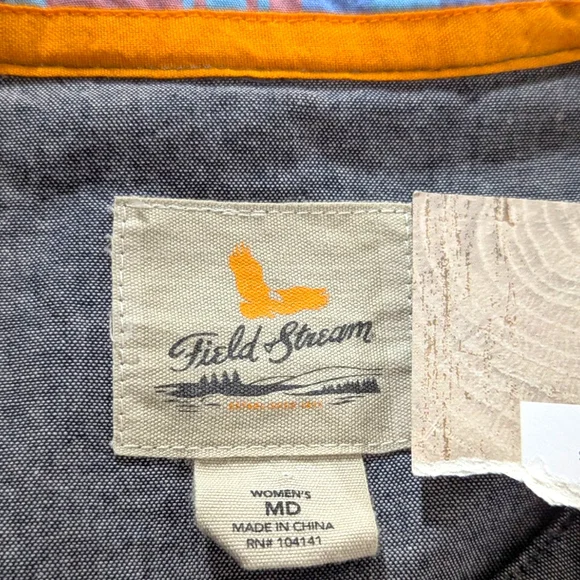 Field & Stream
WOMEN'S
MD
MADE IN CHINA
RN# 104141